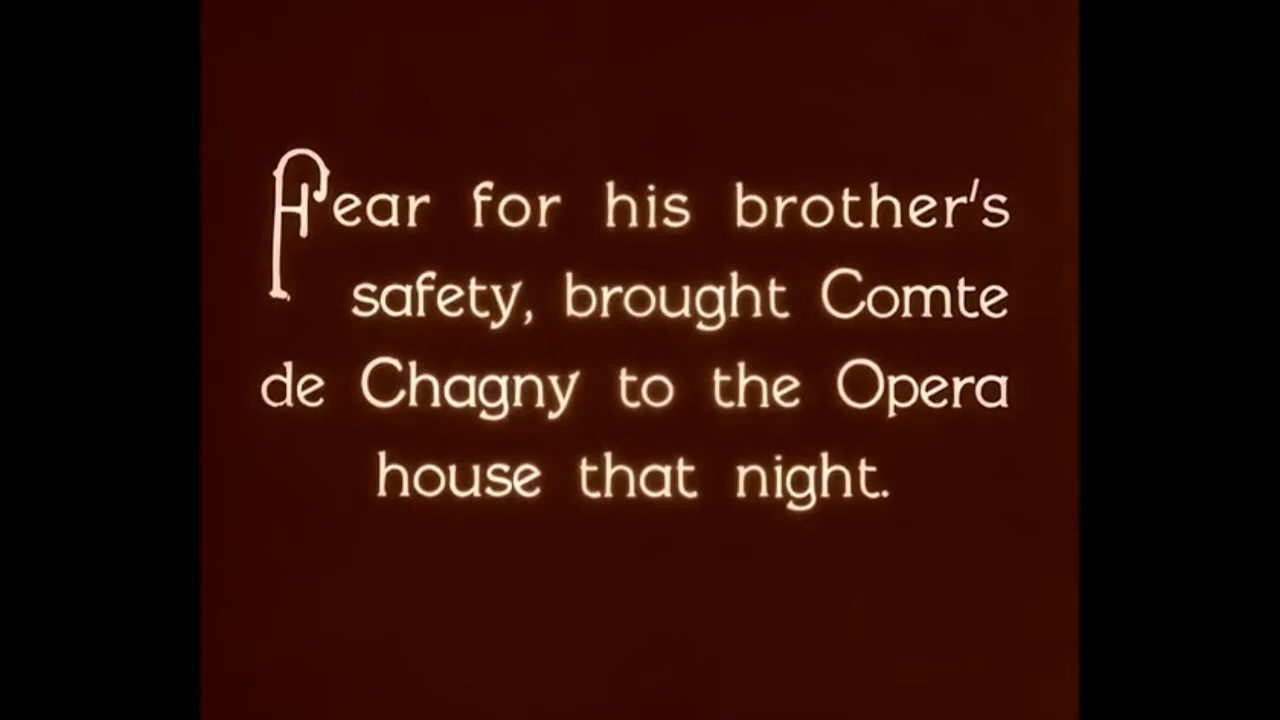 Fear for his brother's
safety, brought Comte
de Chagny to the Opera
house that night.